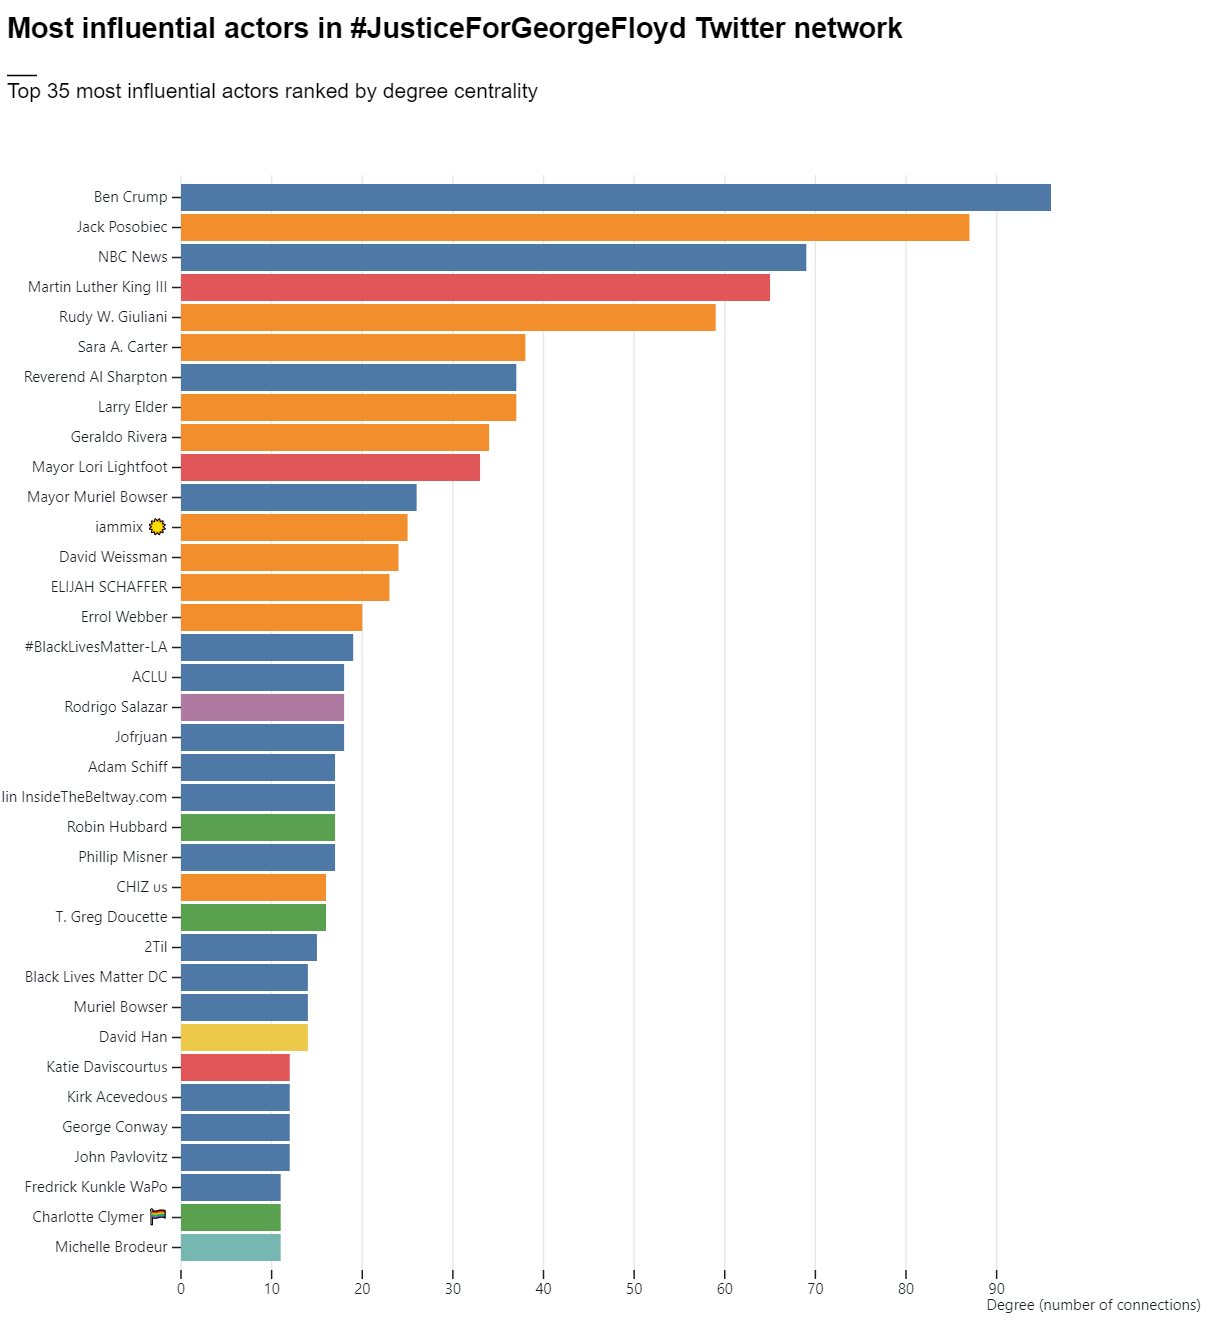 Most influential actors in #JusticeForGeorgeFloyd Twitter network
Top 35 most influential actors ranked by degree centrality
Ben Crump
Jack Posobiec
NBC News
Martin Luther King III
Rudy W. Giuliani
Sara A. Carter
Reverend Al Sharpton
Larry Elder
Geraldo Rivera
Mayor Lori Lightfoot
Mayor Muriel Bowser
iammix
David Weissman
ELIJAH SCHAFFER
Errol Webber
#BlackLivesMatter-LA
ACLU
Rodrigo Salazar
Jofrjuan
Adam Schiff
InsideTheBeltway.com
Robin Hubbard
Phillip Misner
CHIZ us
T. Greg Doucette
2Til
Black Lives Matter DC
Muriel Bowser
David Han
Katie Daviscourtus
Kirk Acevedous
George Conway
John Pavlovitz
Fredrick Kunkle WaPo
Charlotte Clymer
Michelle Brodeur
0 10 20 30 40 50 60 70 80 90
Degree (number of connections)